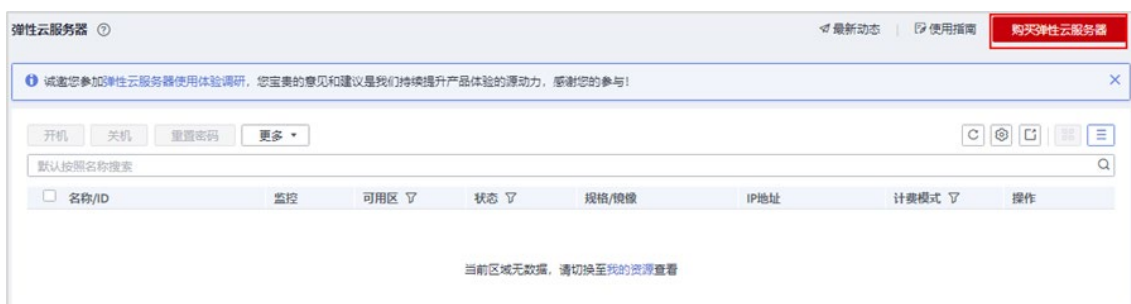 弹性云服务器
最新动态 | 使用指南 购买弹性云服务器
诚邀您参加弹性云服务器使用体验调研，您宝贵的意见和建议是我们持续提升产品体验的源动力，感谢您的参与！
开机 关机 重置密码 更多
默认按照名称搜索
名称/ID 监控 可用区 状态 规格/镜像 IP地址 计费模式 操作
当前区域无数据，请切换至我的资源查看